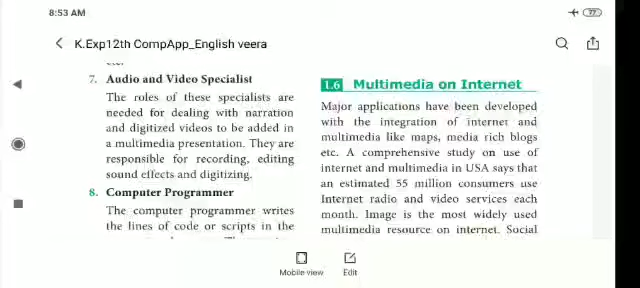 8:53 AM
77
K.Exp12th CompApp_English veera
7. Audio and Video Specialist
The roles of these specialists are
needed for dealing with narration
and digitized videos to be added in
a multimedia presentation. They are
responsible for recording, editing
sound effects and digitizing.
8. Computer Programmer
The computer programmer writes
the lines of code or scripts in the
1.6 Multimedia on Internet
Major applications have been developed
with the integration of internet and
multimedia like maps, media rich blogs
etc. A comprehensive study on use of
internet and multimedia in USA says that
an estimated 55 million consumers use
Internet radio and video services each
month. Image is the most widely used
multimedia resource on internet. Social
Mobile view
Edit